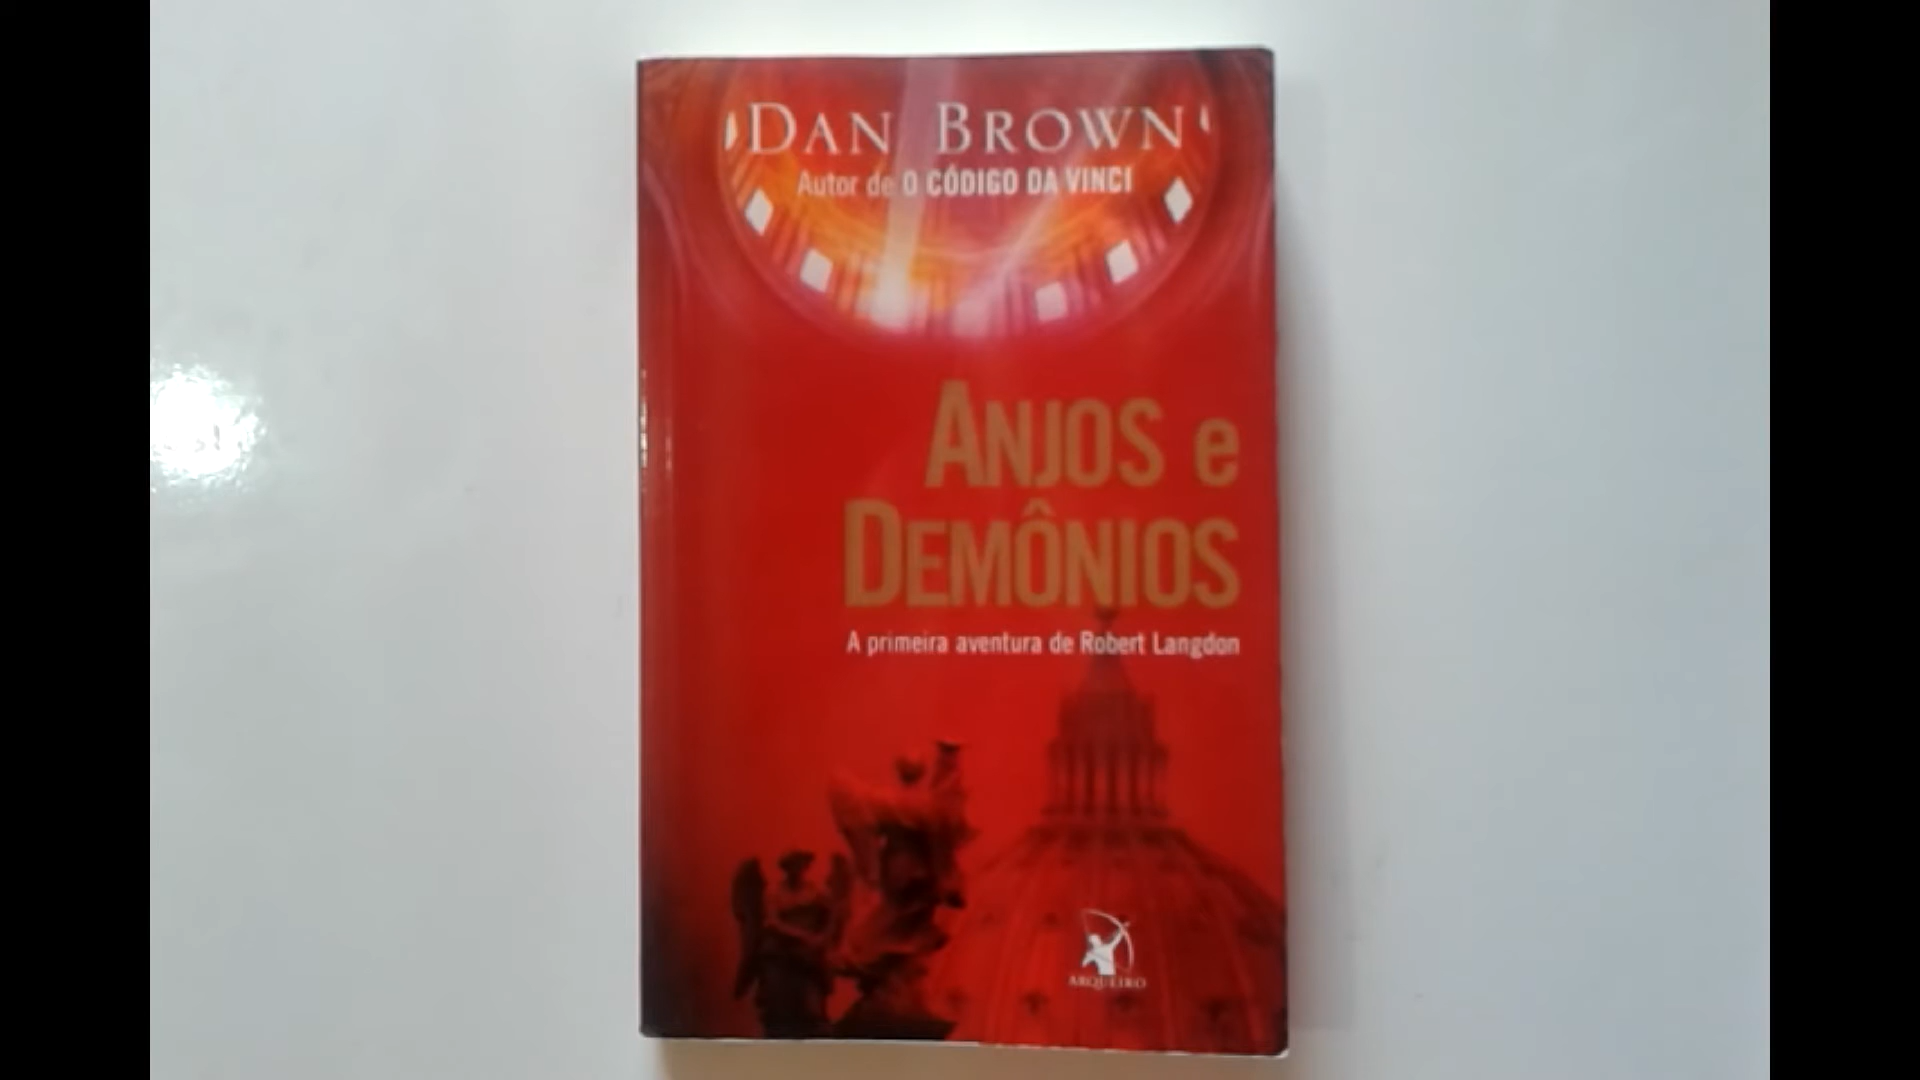 DAN BROWN
Autor de O CÓDIGO DA VINCI
ANJOS e
DEMÔNIOS
A primeira aventura de Robert Langdon
ARQUEIRO